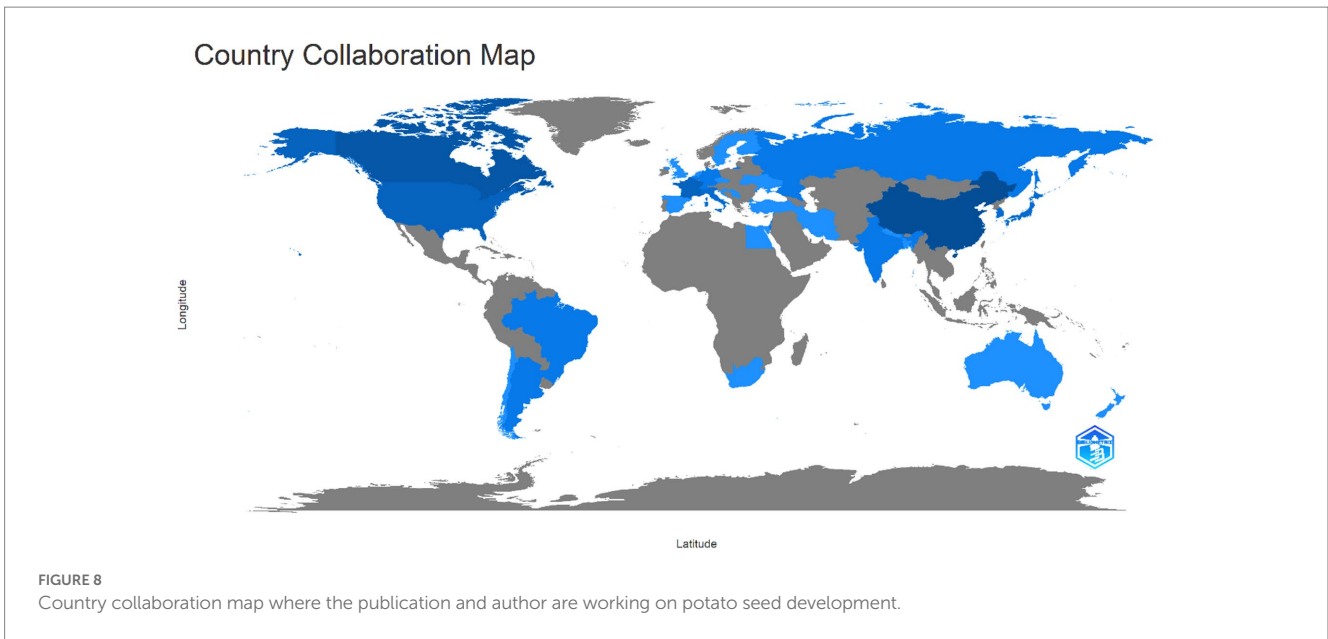 Country Collaboration Map
Longitude
BIBLIOMETRIX
Latitude
FIGURE 8
Country collaboration map where the publication and author are working on potato seed development.